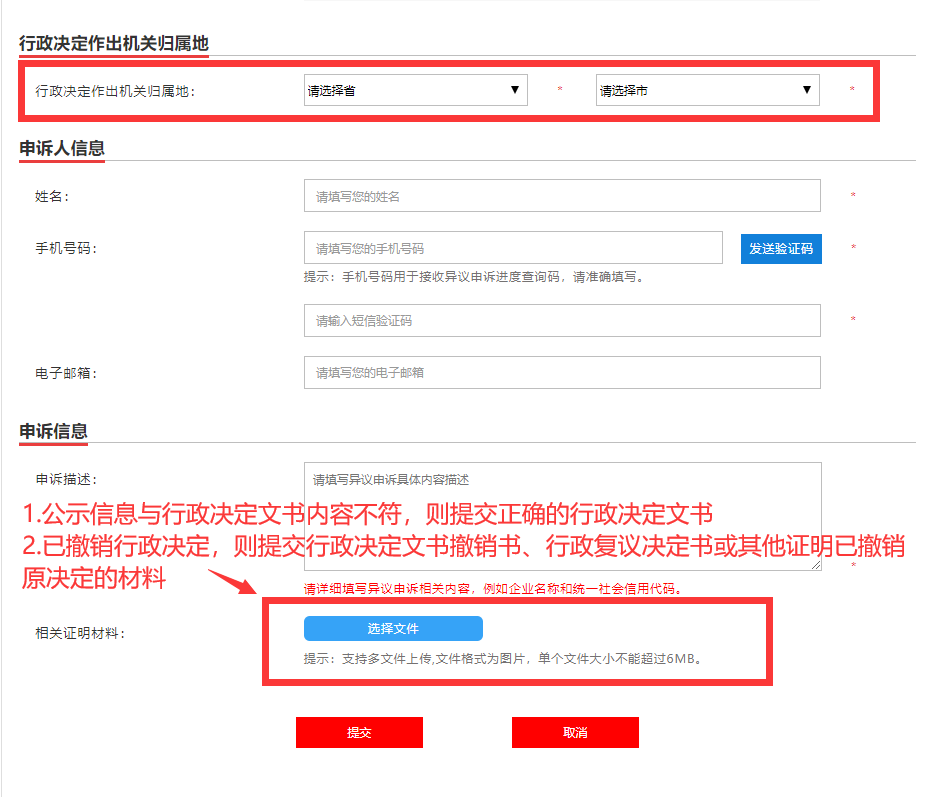 行政决定作出机关归属地
行政决定作出机关归属地：
请选择省 ▼ * 请选择市 ▼ *
申诉人信息
姓名： 请填写您的姓名 *
手机号码： 请填写您的手机号码 发送验证码 *
提示：手机号码用于接收异议申诉进度查询码，请准确填写。
请输入短信验证码 *
电子邮箱： 请填写您的电子邮箱
申诉信息
申诉描述： 请填写异议申诉具体内容描述
1.公示信息与行政决定文书内容不符，则提交正确的行政决定文书
2.已撤销行政决定，则提交行政决定文书撤销书、行政复议决定书或其他证明已撤销
原决定的材料
*
请详细填写异议申诉相关内容，例如企业名称和统一社会信用代码。
相关证明材料： 选择文件
提示：支持多文件上传,文件格式为图片，单个文件大小不能超过6MB。
提交 取消